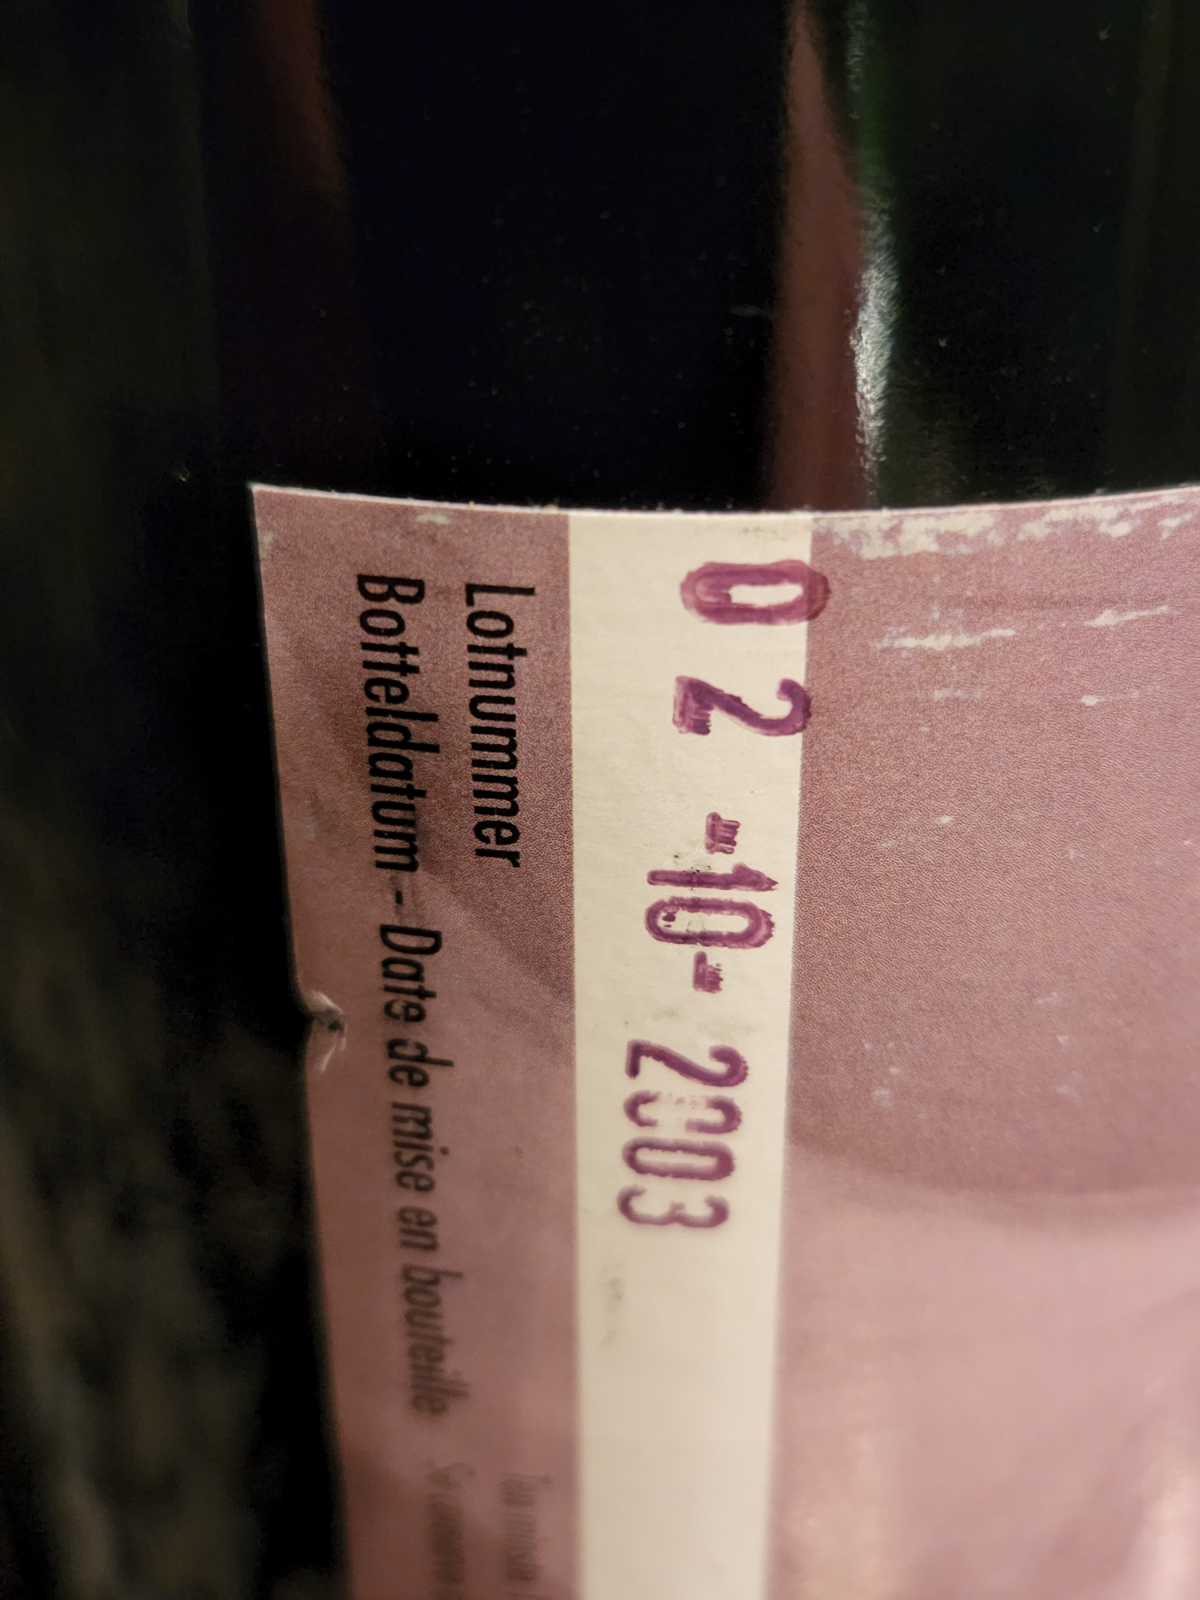 02 -10- 2003
Lotnummer
Botteldatum - Date de mise en bouteille